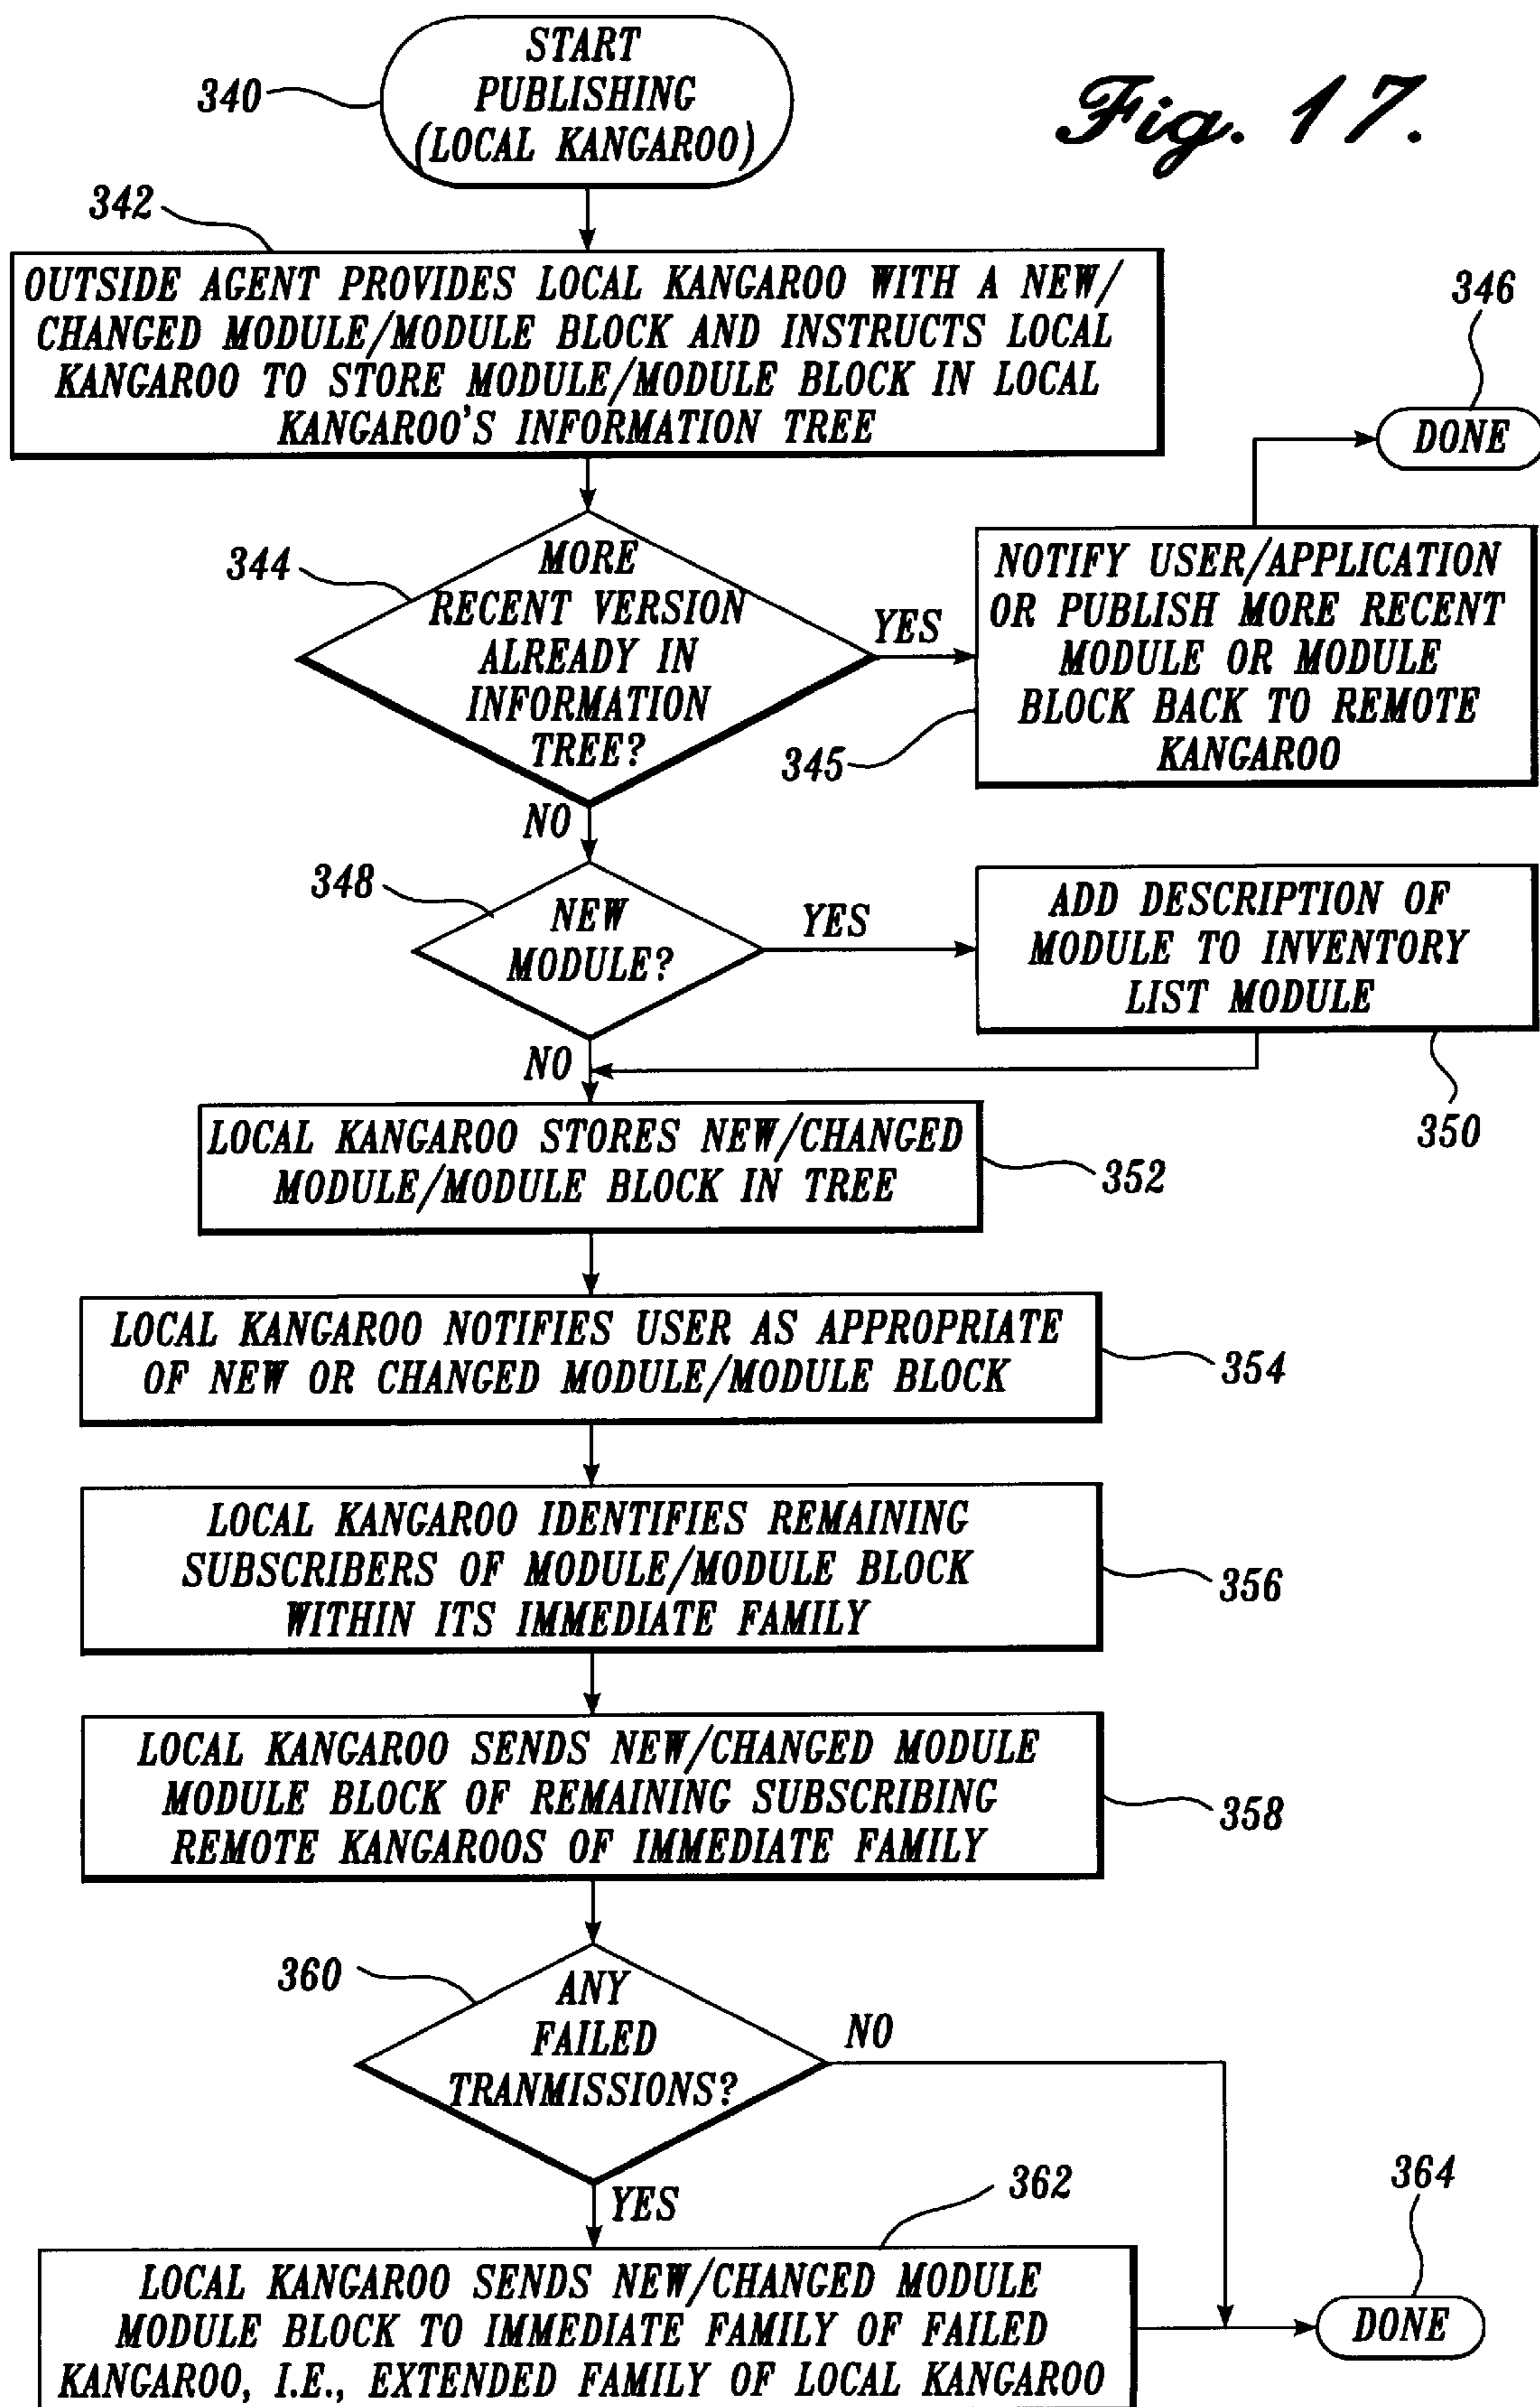 START
PUBLISHING
(LOCAL KANGAROO)
340
Fig. 17.
342
OUTSIDE AGENT PROVIDES LOCAL KANGAROO WITH A NEW/
CHANGED MODULE/MODULE BLOCK AND INSTRUCTS LOCAL
KANGAROO TO STORE MODULE/MODULE BLOCK IN LOCAL
KANGAROO'S INFORMATION TREE
346
DONE
344
MORE
RECENT VERSION
ALREADY IN
INFORMATION
TREE?
YES
NOTIFY USER/APPLICATION
OR PUBLISH MORE RECENT
MODULE OR MODULE
BLOCK BACK TO REMOTE
KANGAROO
345
NO
348
NEW
MODULE?
YES
ADD DESCRIPTION OF
MODULE TO INVENTORY
LIST MODULE
350
NO
LOCAL KANGAROO STORES NEW/CHANGED
MODULE/MODULE BLOCK IN TREE
352
LOCAL KANGAROO NOTIFIES USER AS APPROPRIATE
OF NEW OR CHANGED MODULE/MODULE BLOCK
354
LOCAL KANGAROO IDENTIFIES REMAINING
SUBSCRIBERS OF MODULE/MODULE BLOCK
WITHIN ITS IMMEDIATE FAMILY
356
LOCAL KANGAROO SENDS NEW/CHANGED MODULE
MODULE BLOCK OF REMAINING SUBSCRIBING
REMOTE KANGAROOS OF IMMEDIATE FAMILY
358
360
ANY
FAILED
TRANMISSIONS?
NO
YES
362
LOCAL KANGAROO SENDS NEW/CHANGED MODULE
MODULE BLOCK TO IMMEDIATE FAMILY OF FAILED
KANGAROO, I.E., EXTENDED FAMILY OF LOCAL KANGAROO
364
DONE